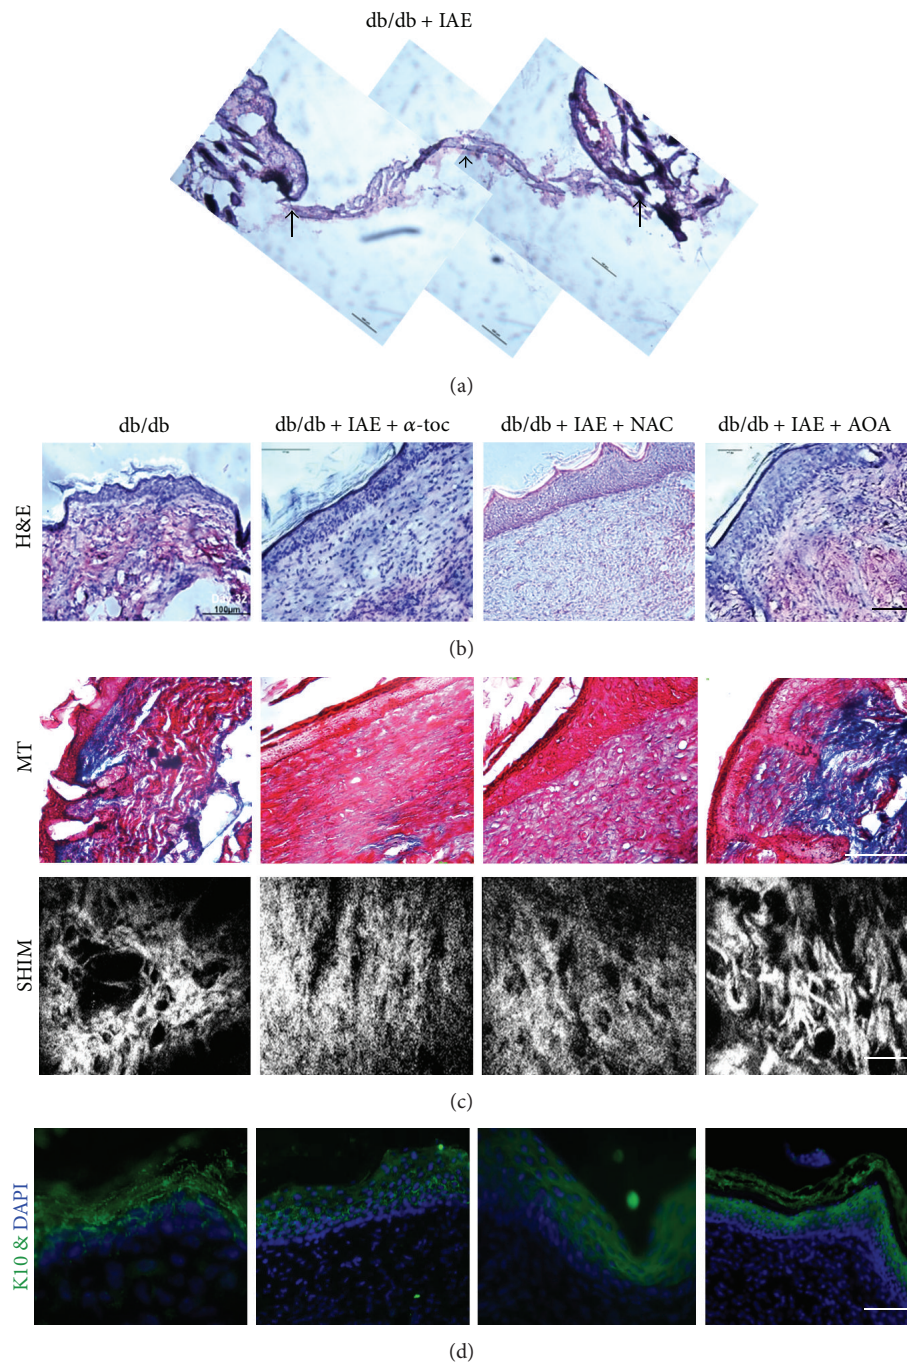 db/db + IAE
(a)
db/db
db/db + IAE + α-toc
db/db + IAE + NAC
db/db + IAE + AOA
H&E
100μm
(b)
MT
SHIM
(c)
K10 & DAPI
(d)